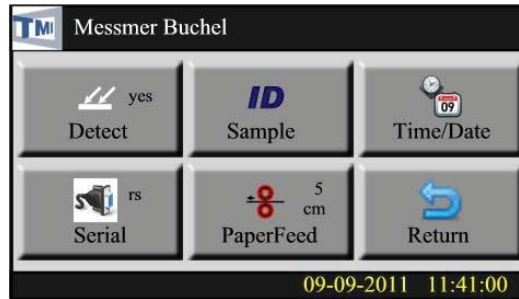 TMI Messmer Buchel
yes
Detect
ID
Sample
09
Time/Date
rs
Serial
5
cm
PaperFeed
Return
09-09-2011 11:41:00